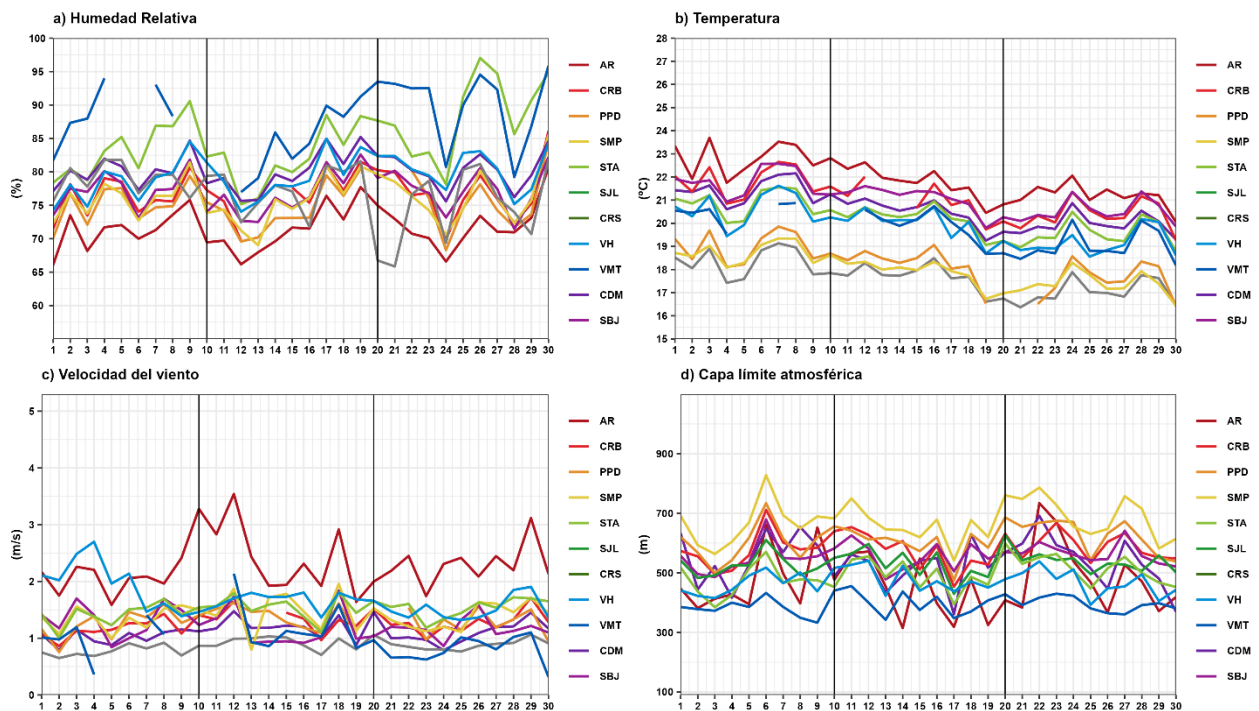 a) Humedad Relativa
100
95
90
85
80
75
70
65
60
(%)
1 2 3 4 5 6 7 8 9 10 11 12 13 14 15 16 17 18 19 20 21 22 23 24 25 26 27 28 29 30
AR
CRB
PPD
SMP
STA
SJL
CRS
VH
VMT
CDM
SBJ
b) Temperatura
28
27
26
25
24
23
22
21
20
19
18
17
16
15
(ºC)
1 2 3 4 5 6 7 8 9 10 11 12 13 14 15 16 17 18 19 20 21 22 23 24 25 26 27 28 29 30
AR
CRB
PPD
SMP
STA
SJL
CRS
VH
VMT
CDM
SBJ
c) Velocidad del viento
5
4
3
2
1
0
(m/s)
1 2 3 4 5 6 7 8 9 10 11 12 13 14 15 16 17 18 19 20 21 22 23 24 25 26 27 28 29 30
AR
CRB
PPD
SMP
STA
SJL
CRS
VH
VMT
CDM
SBJ
d) Capa límite atmosférica
900
700
500
300
100
(m)
1 2 3 4 5 6 7 8 9 10 11 12 13 14 15 16 17 18 19 20 21 22 23 24 25 26 27 28 29 30
AR
CRB
PPD
SMP
STA
SJL
CRS
VH
VMT
CDM
SBJ